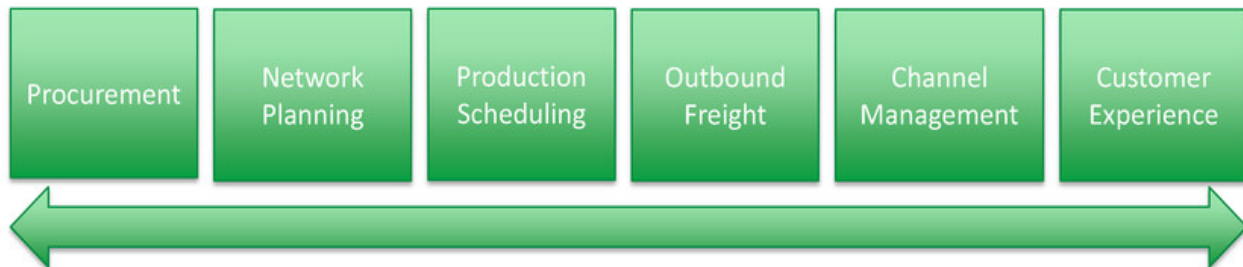 Procurement
Network
Planning
Production
Scheduling
Outbound
Freight
Channel
Management
Customer
Experience